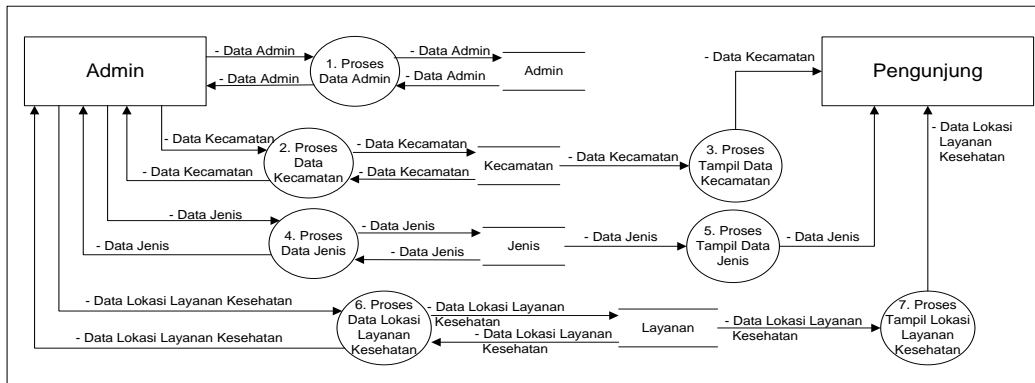 Admin
- Data Admin
- Data Admin
1. Proses
Data Admin
- Data Admin
- Data Admin
Admin
- Data Kecamatan
Pengunjung
- Data Kecamatan
- Data Kecamatan
2. Proses
Data
Kecamatan
- Data Kecamatan
- Data Kecamatan
Kecamatan
- Data Kecamatan
3. Proses
Tampil Data
Kecamatan
- Data Lokasi
Layanan
Kesehatan
- Data Jenis
- Data Jenis
4. Proses
Data Jenis
- Data Jenis
- Data Jenis
Jenis
- Data Jenis
5. Proses
Tampil Data
Jenis
- Data Jenis
- Data Lokasi Layanan Kesehatan
- Data Lokasi Layanan Kesehatan
6. Proses
Data Lokasi
Layanan
Kesehatan
- Data Lokasi Layanan
Kesehatan
- Data Lokasi Layanan
Kesehatan
Layanan
- Data Lokasi Layanan
Kesehatan
7. Proses
Tampil Lokasi
Layanan
Kesehatan